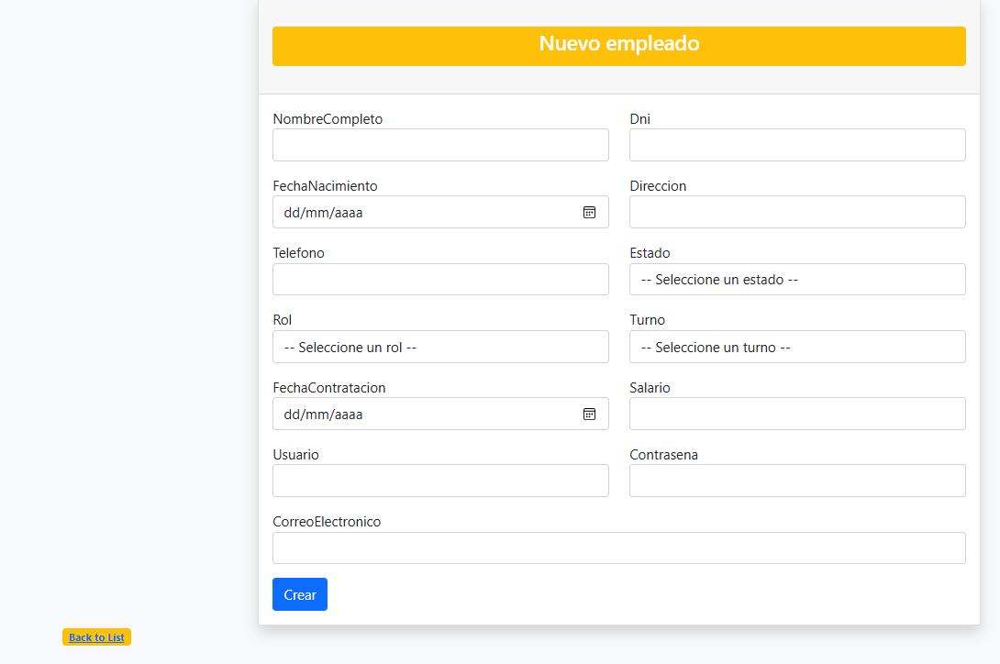 Nuevo empleado
NombreCompleto
Dni
FechaNacimiento
dd/mm/aaaa
Direccion
Telefono
Estado
-- Seleccione un estado --
Rol
-- Seleccione un rol --
Turno
-- Seleccione un turno --
FechaContratacion
dd/mm/aaaa
Salario
Usuario
Contrasena
CorreoElectronico
Crear
Back to List